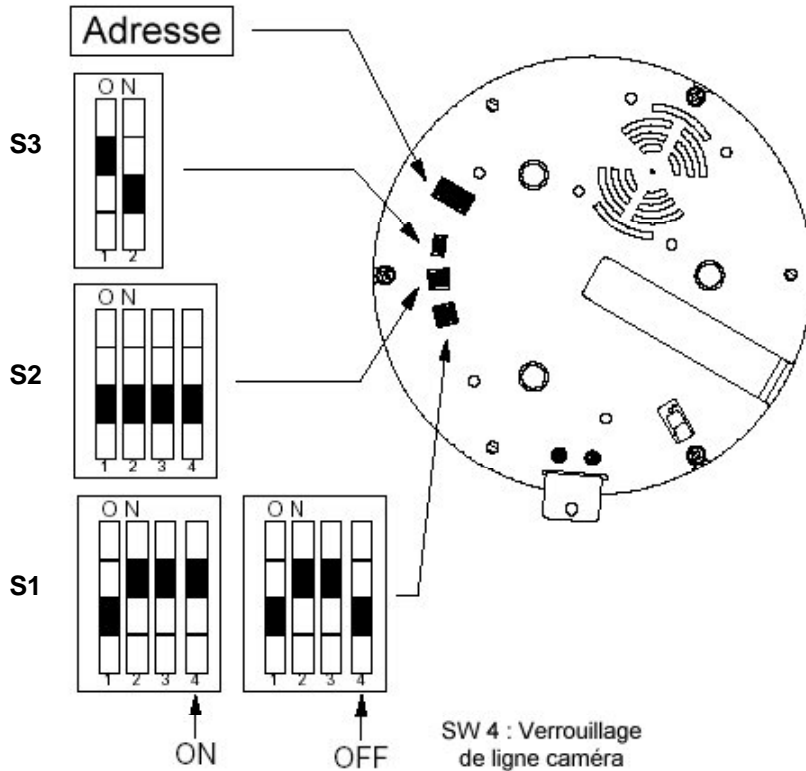 Adresse
S3
ON
1 2
S2
ON
1 2 3 4
S1
ON
1 2 3 4
ON
1 2 3 4
ON
OFF
SW 4 : Verrouillage
de ligne caméra